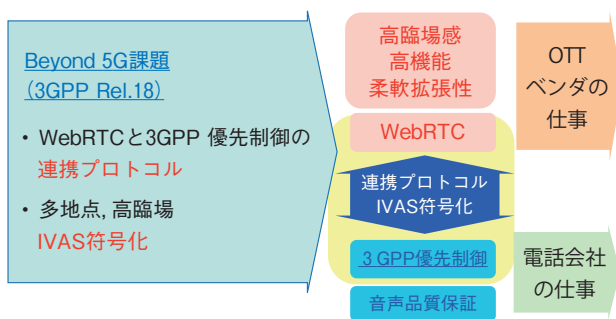 Beyond 5G課題
(3GPP Rel.18)
・ WebRTCと3GPP 優先制御の
連携プロトコル
・ 多地点, 高臨場
IVAS符号化
高臨場感
高機能
柔軟拡張性
WebRTC
連携プロトコル
IVAS符号化
３GPP優先制御
音声品質保証
OTT
ベンダの
仕事
電話会社
の仕事